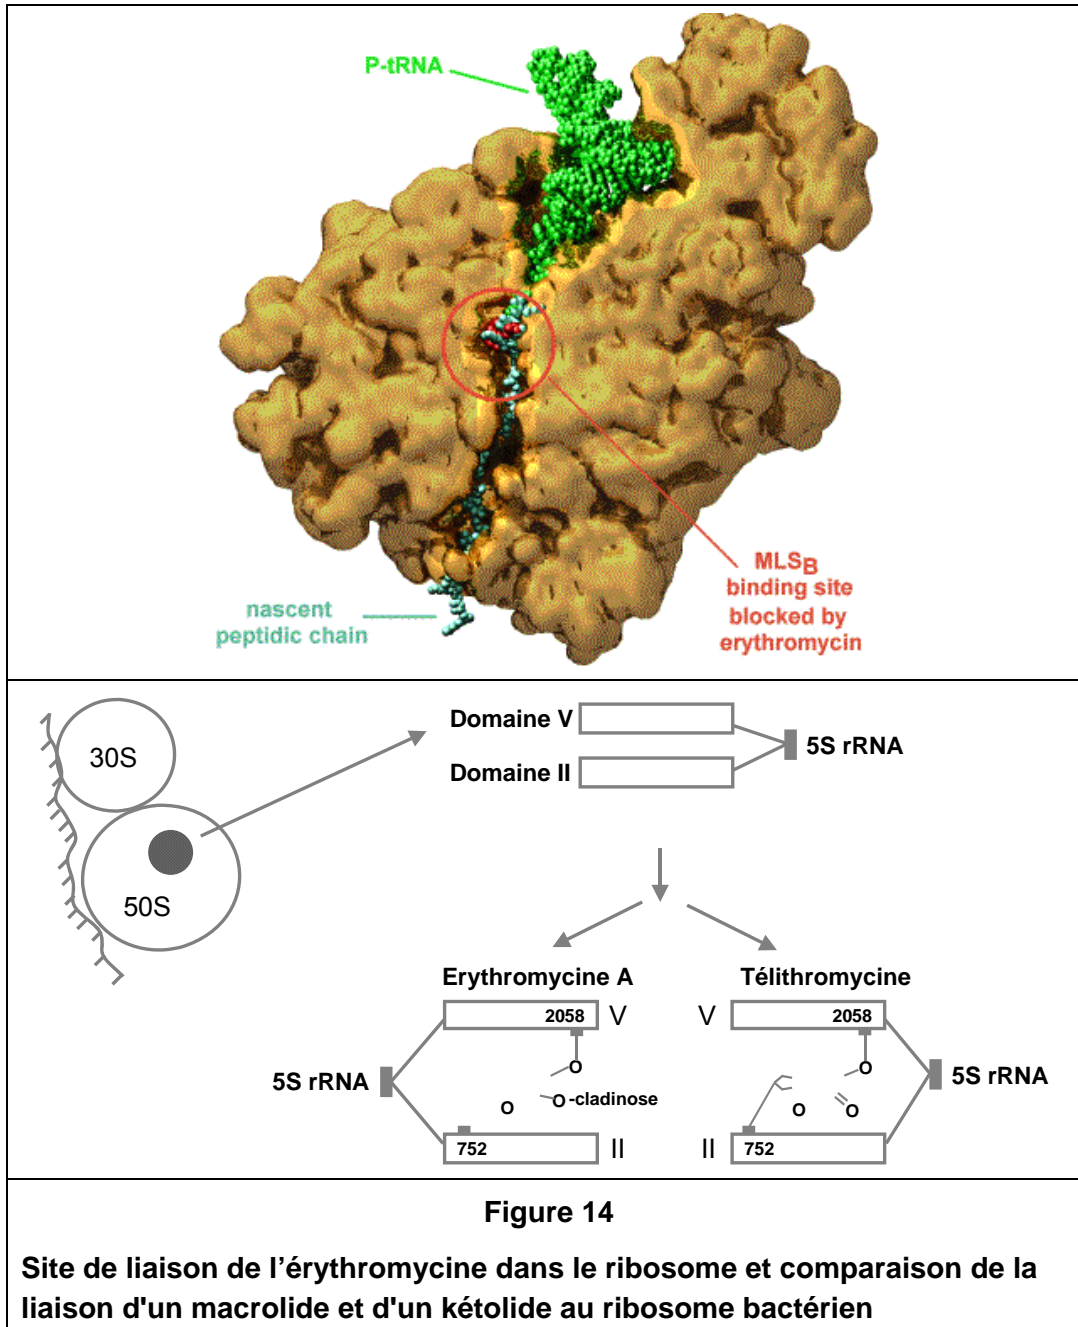 P-tRNA
MLSB
binding site
blocked by
erythromycin
nascent
peptidic chain
30S
50S
Domaine V
Domaine II
5S rRNA
Erythromycine A
2058 V
5S rRNA
O
O -cladinose
O
752 II
Télithromycine
V 2058
5S rRNA
O
O
O
II 752
Figure 14
Site de liaison de l'érythromycine dans le ribosome et comparaison de la
liaison d'un macrolide et d'un kétolide au ribosome bactérien